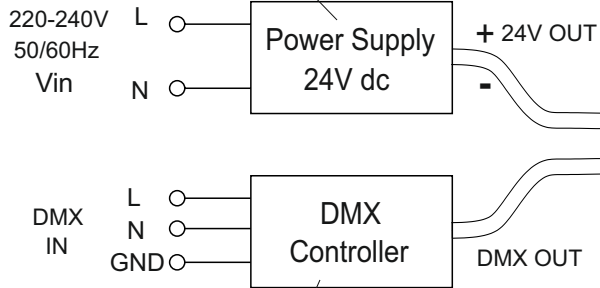 220-240V
50/60Hz
Vin
L
N
Power Supply
24V dc
+ 24V OUT
-
DMX
IN
L
N
GND
DMX
Controller
DMX OUT